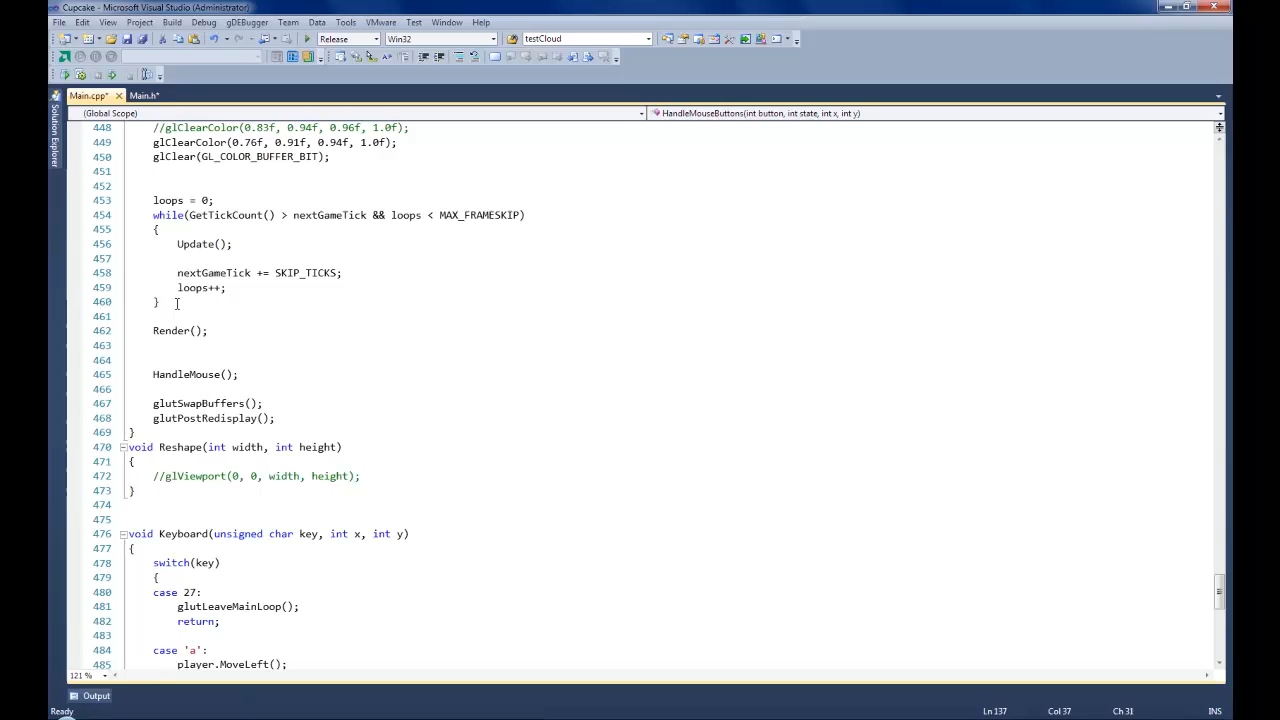 Cupcake - Microsoft Visual Studio (Administrator)
File Edit View Project Build Debug gDEBugger Team Data Tools VMware Test Window Help
Release Win32 testCloud
Main.cpp* Main.h*
(Global Scope) HandleMouseButtons(int button, int state, int x, int y)
Solution Explorer
448 //glClearColor(0.83f, 0.94f, 0.96f, 1.0f);
449 glClearColor(0.76f, 0.91f, 0.94f, 1.0f);
450 glClear(GL_COLOR_BUFFER_BIT);
451
452
453 loops = 0;
454 while(GetTickCount() > nextGameTick && loops < MAX_FRAMESKIP)
455 {
456 Update();
457
458 nextGameTick += SKIP_TICKS;
459 loops++;
460 }
461
462 Render();
463
464
465 HandleMouse();
466
467 glutSwapBuffers();
468 glutPostRedisplay();
469 }
470 void Reshape(int width, int height)
471 {
472 //glViewport(0, 0, width, height);
473 }
474
475
476 void Keyboard(unsigned char key, int x, int y)
477 {
478 switch(key)
479 {
480 case 27:
481 glutLeaveMainLoop();
482 return;
483
484 case 'a':
485 player.MoveLeft();
121 %
Output
Ready Ln 137 Col 37 Ch 31 INS